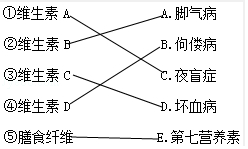 ①维生素 A A.脚气病
②维生素 B B.佝偻病
③维生素 C C.夜盲症
④维生素 D D.坏血病
⑤膳食纤维 E.第七营养素